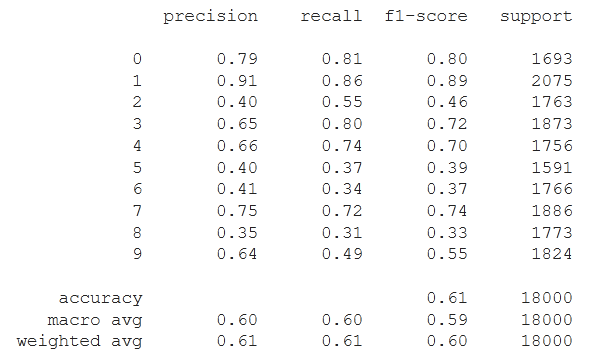 precision recall f1-score support
0 0.79 0.81 0.80 1693
1 0.91 0.86 0.89 2075
2 0.40 0.55 0.46 1763
3 0.65 0.80 0.72 1873
4 0.66 0.74 0.70 1756
5 0.40 0.37 0.39 1591
6 0.41 0.34 0.37 1766
7 0.75 0.72 0.74 1886
8 0.35 0.31 0.33 1773
9 0.64 0.49 0.55 1824
accuracy 0.61 18000
macro avg 0.60 0.60 0.59 18000
weighted avg 0.61 0.61 0.60 18000